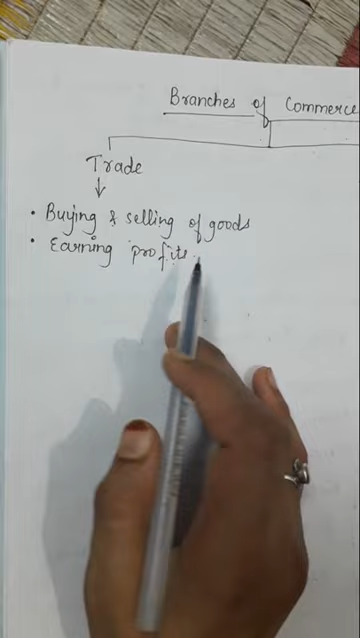 Branches of Commerce
Trade
• Buying & selling of goods
• Earning profits.